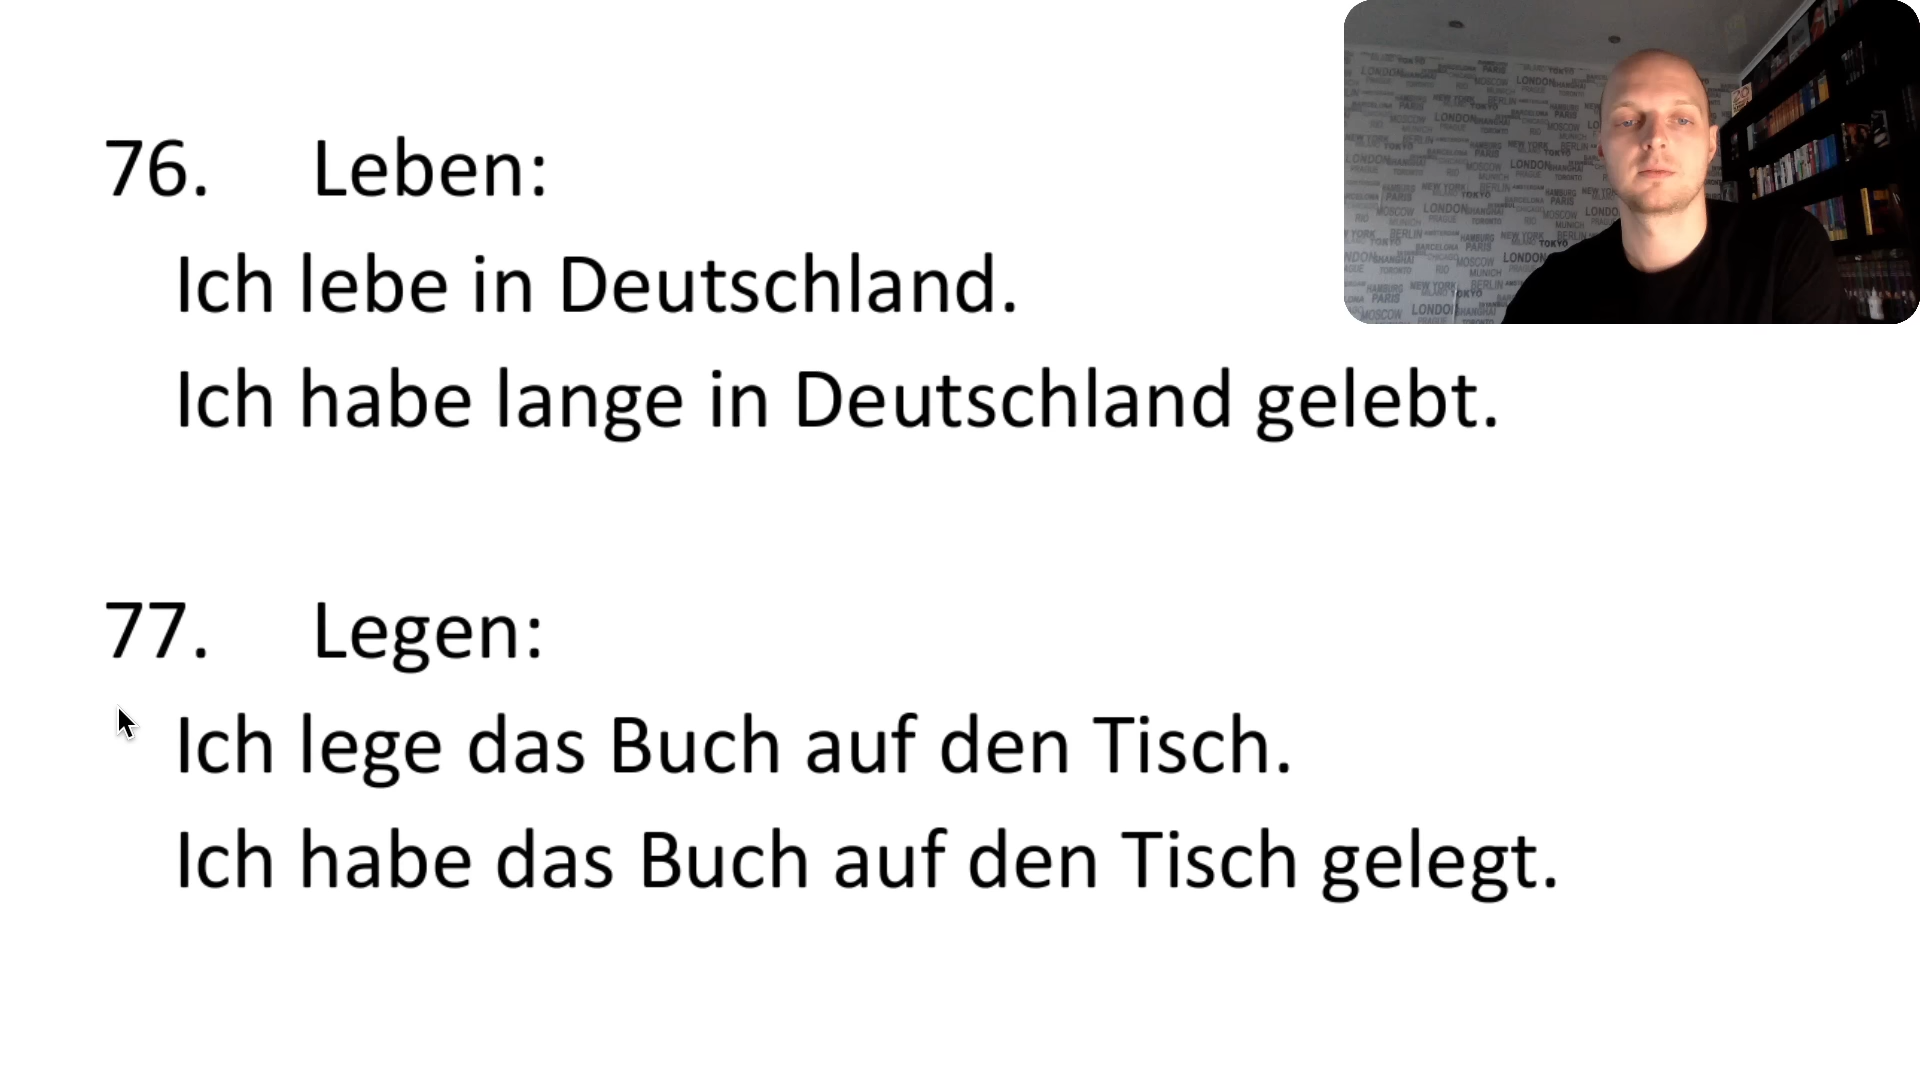 76. Leben:
Ich lebe in Deutschland.
Ich habe lange in Deutschland gelebt.
77. Legen:
Ich lege das Buch auf den Tisch.
Ich habe das Buch auf den Tisch gelegt.